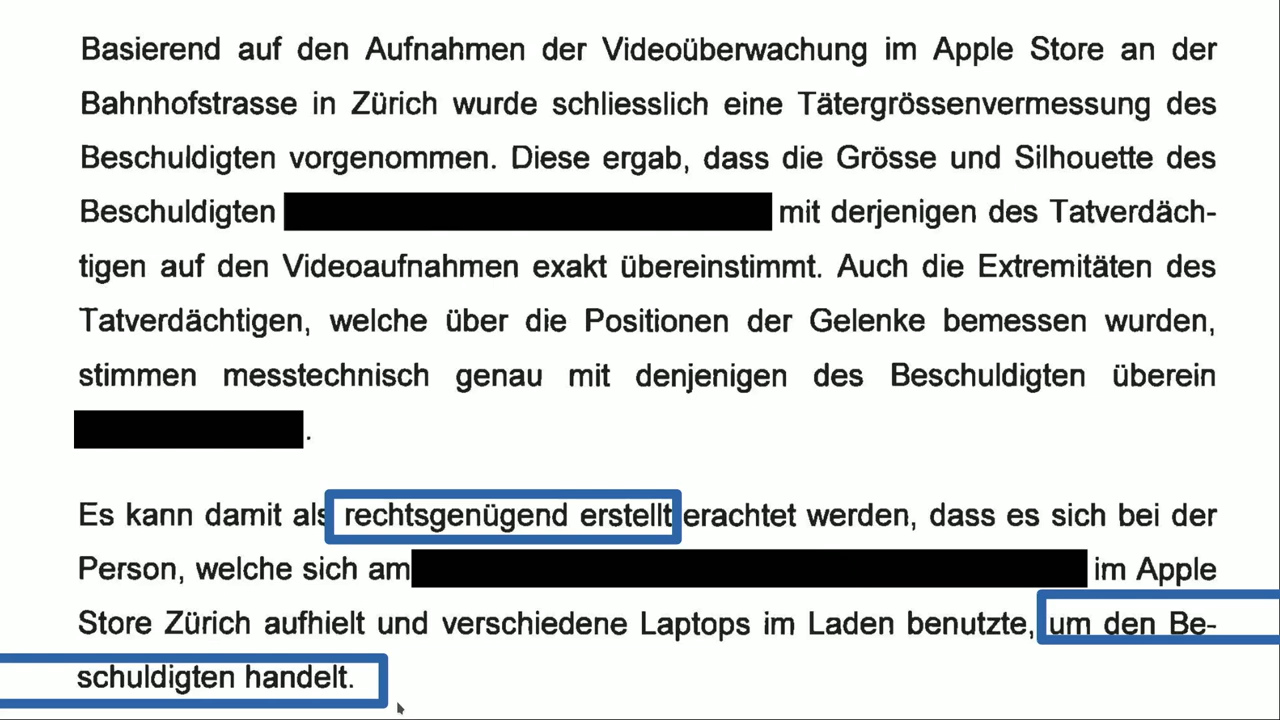 Basierend auf den Aufnahmen der Videoüberwachung im Apple Store an der
Bahnhofstrasse in Zürich wurde schliesslich eine Tätergrössenvermessung des
Beschuldigten vorgenommen. Diese ergab, dass die Grösse und Silhouette des
Beschuldigten mit derjenigen des Tatverdäch-
tigen auf den Videoaufnahmen exakt übereinstimmt. Auch die Extremitäten des
Tatverdächtigen, welche über die Positionen der Gelenke bemessen wurden,
stimmen messtechnisch genau mit denjenigen des Beschuldigten überein
.
Es kann damit als rechtsgenügend erstellt erachtet werden, dass es sich bei der
Person, welche sich am im Apple
Store Zürich aufhielt und verschiedene Laptops im Laden benutzte, um den Be-
schuldigten handelt.